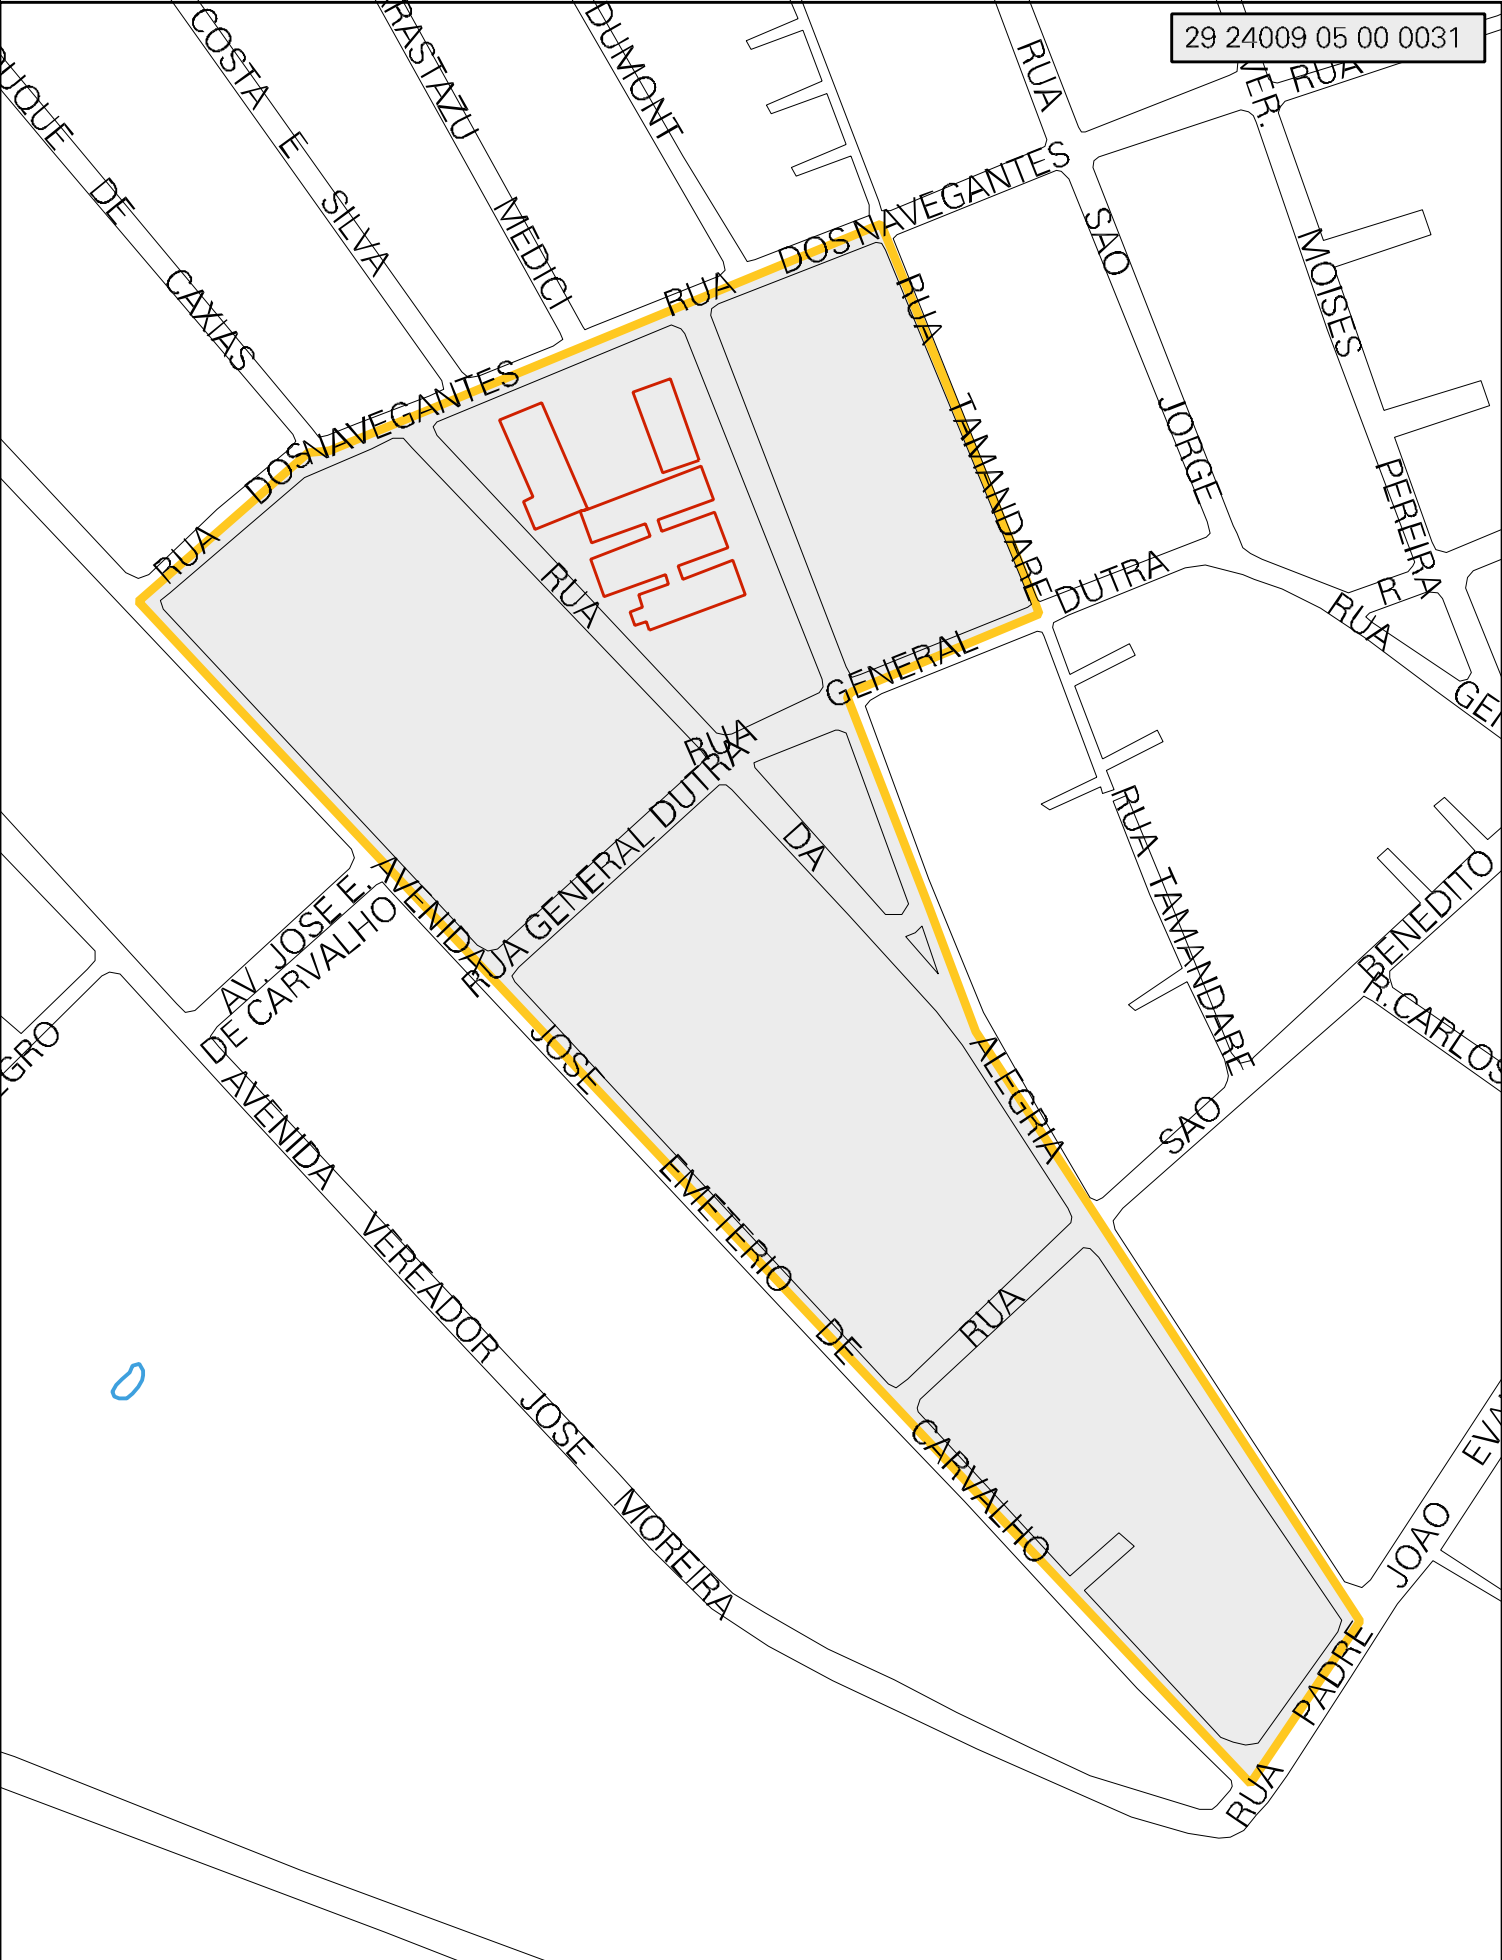 29 24009 05 00 0031
COSTA E SILVA
DUMONT
RUA
RUA
DE CAXIAS
MEDICI
RUA DOS NAVEGANTES
RUA DOS NAVEGANTES
SAO JORGE
MOISES PEREIRA
RUA TAMANDARE
RUA
RUA GENERAL DUTRA
R
RUA
AV. JOSE E.
DE CARVALHO
RUA GENERAL DUTRA
DA ALEGRIA
RUA TAMANDARE
RUA SAO BENEDITO
R. CARLOS
AVENIDA JOSE EMETERIO DE CARVALHO
AVENIDA VEREADOR JOSE MOREIRA
RUA PADRE JOAO